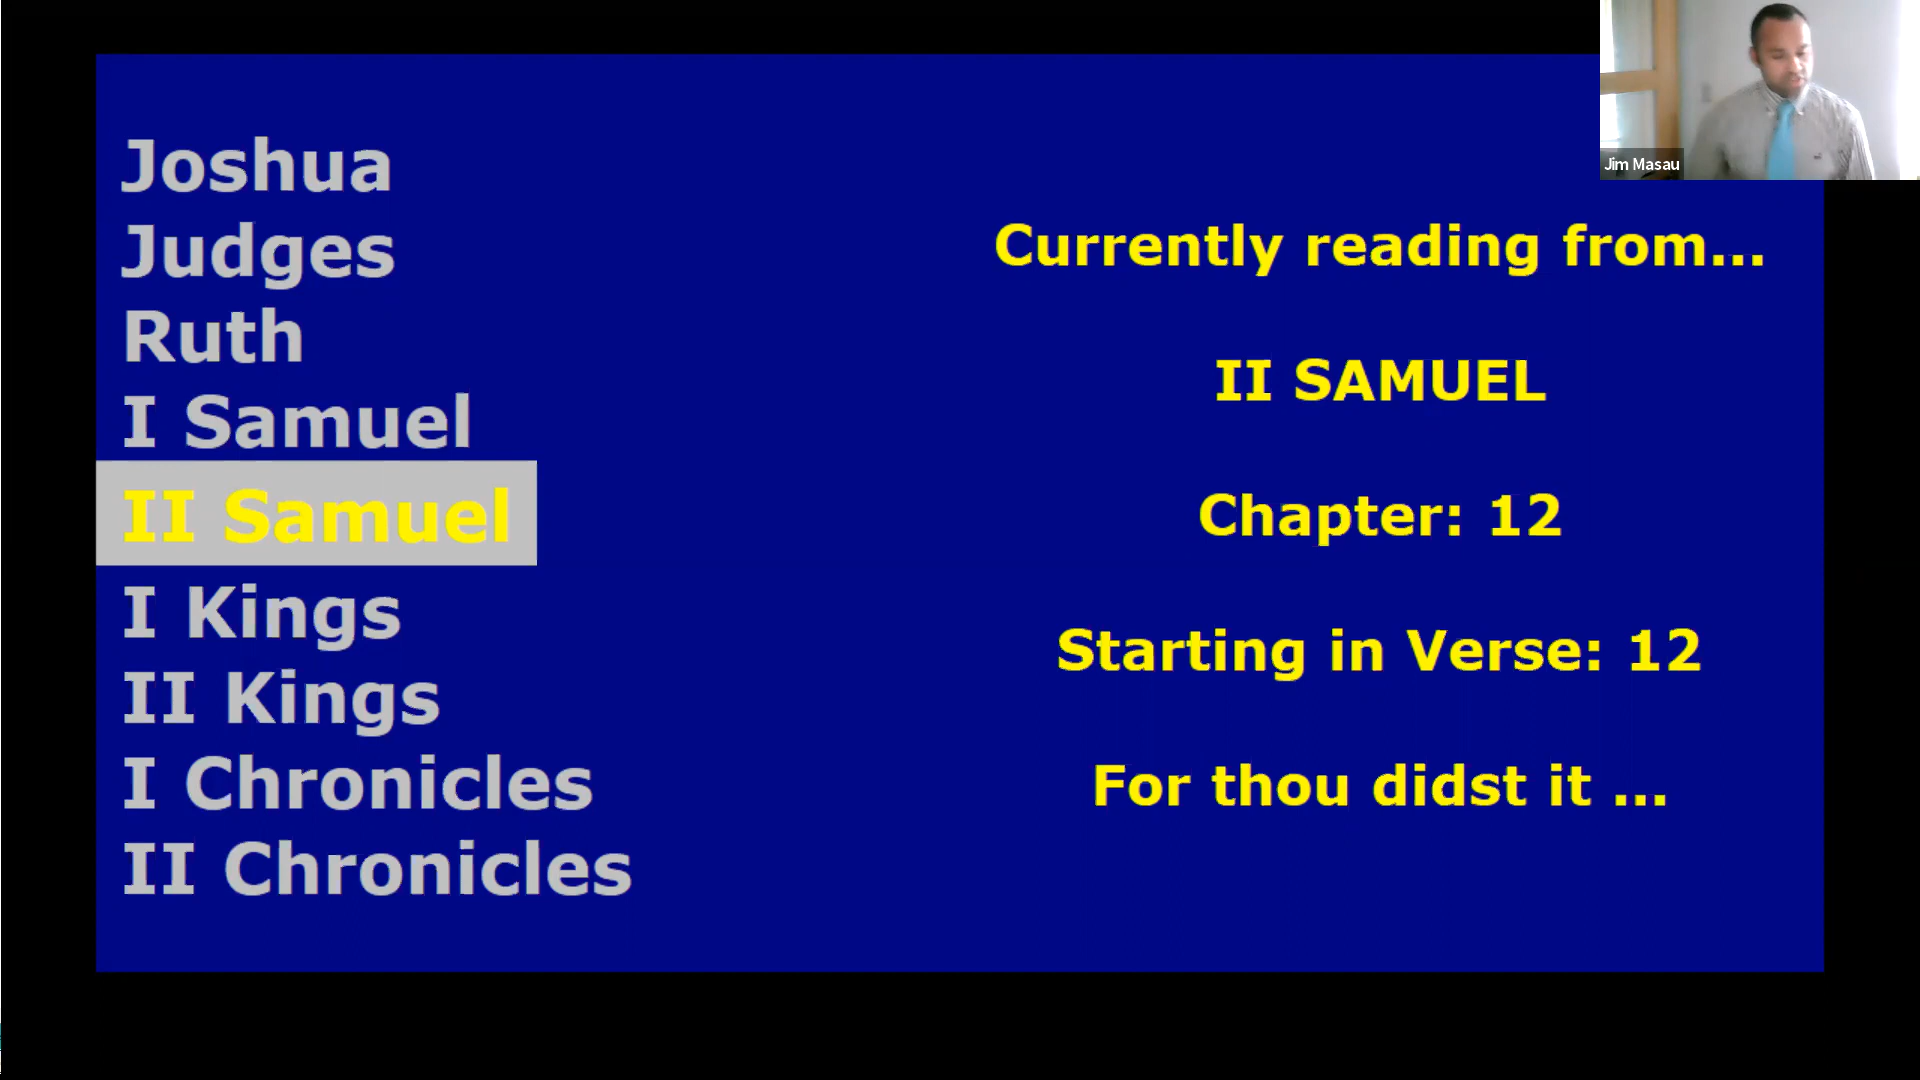 Joshua
Judges
Ruth
I Samuel
II Samuel
I Kings
II Kings
I Chronicles
II Chronicles
Currently reading from...
II SAMUEL
Chapter: 12
Starting in Verse: 12
For thou didst it ...
Jim Masau